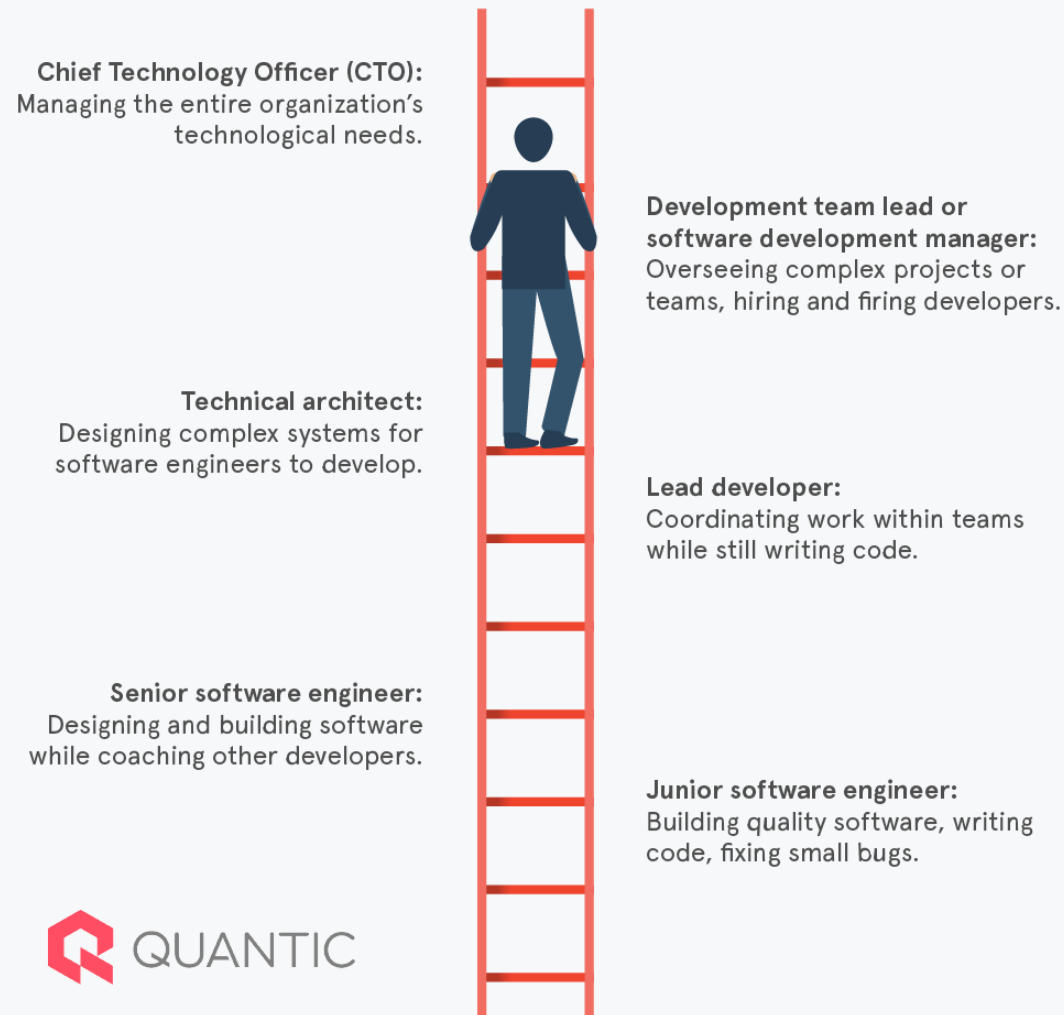 Chief Technology Officer (CTO):
Managing the entire organization's
technological needs.
Development team lead or
software development manager:
Overseeing complex projects or
teams, hiring and firing developers.
Technical architect:
Designing complex systems for
software engineers to develop.
Lead developer:
Coordinating work within teams
while still writing code.
Senior software engineer:
Designing and building software
while coaching other developers.
Junior software engineer:
Building quality software, writing
code, fixing small bugs.
QUANTIC